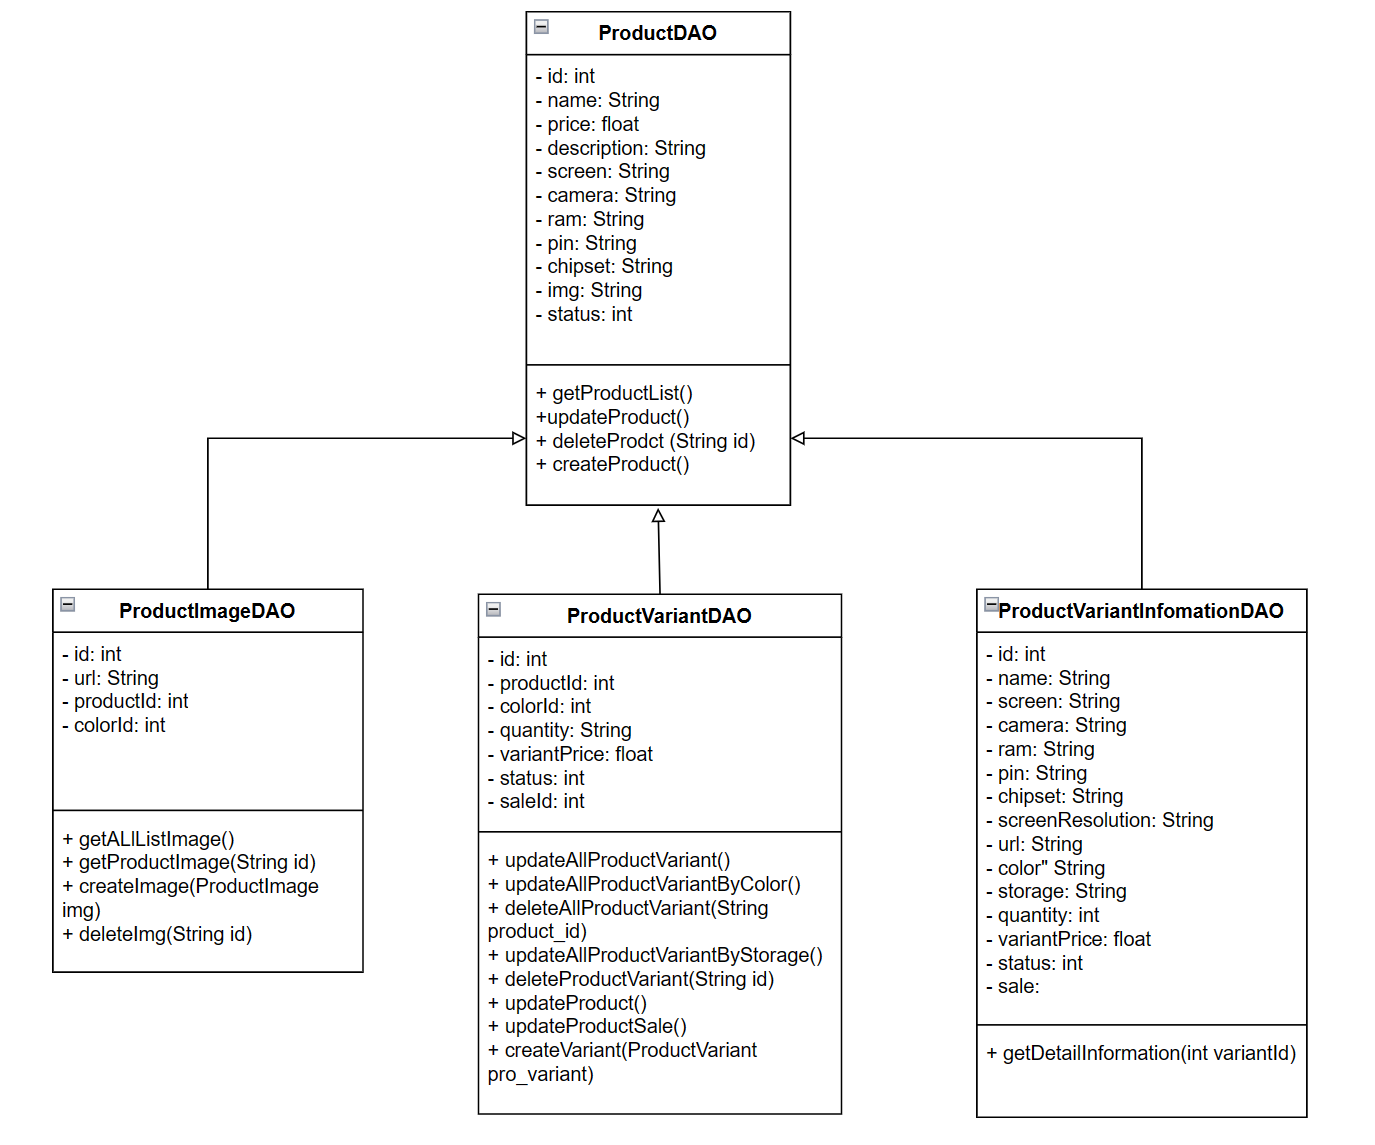 ProductDAO
- id: int
- name: String
- price: float
- description: String
- screen: String
- camera: String
- ram: String
- pin: String
- chipset: String
- img: String
- status: int
+ getProductList()
+updateProduct()
+ deleteProdct (String id)
+ createProduct()
ProductImageDAO
- id: int
- url: String
- productId: int
- colorId: int
+ getALlListImage()
+ getProductImage(String id)
+ createImage(ProductImage
img)
+ deleteImg(String id)
ProductVariantDAO
- id: int
- productId: int
- colorId: int
- quantity: String
- variantPrice: float
- status: int
- saleId: int
+ updateAllProductVariant()
+ updateAllProductVariantByColor()
+ deleteAllProductVariant(String
product_id)
+ updateAllProductVariantByStorage()
+ deleteProductVariant(String id)
+ updateProduct()
+ updateProductSale()
+ createVariant(ProductVariant
pro_variant)
ProductVariantInfomationDAO
- id: int
- name: String
- screen: String
- camera: String
- ram: String
- pin: String
- chipset: String
- screenResolution: String
- url: String
- color" String
- storage: String
- quantity: int
- variantPrice: float
- status: int
- sale:
+ getDetailInformation(int variantId)